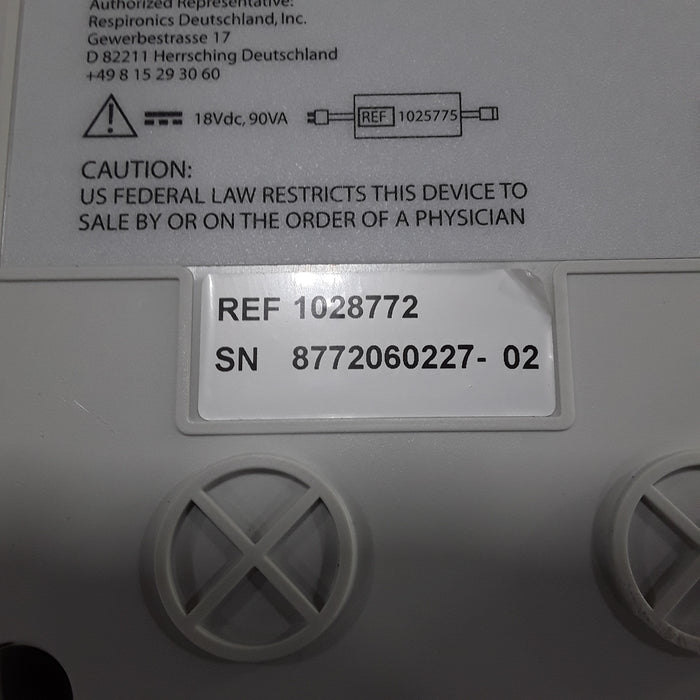 Authorized Representative:
Respironics Deutschland, Inc.
Gewerbestrasse 17
D 82211 Herrsching Deutschland
+49 8 15 29 30 60
18Vdc, 90VA REF 1025775
CAUTION:
US FEDERAL LAW RESTRICTS THIS DEVICE TO
SALE BY OR ON THE ORDER OF A PHYSICIAN
REF 1028772
SN 8772060227- 02